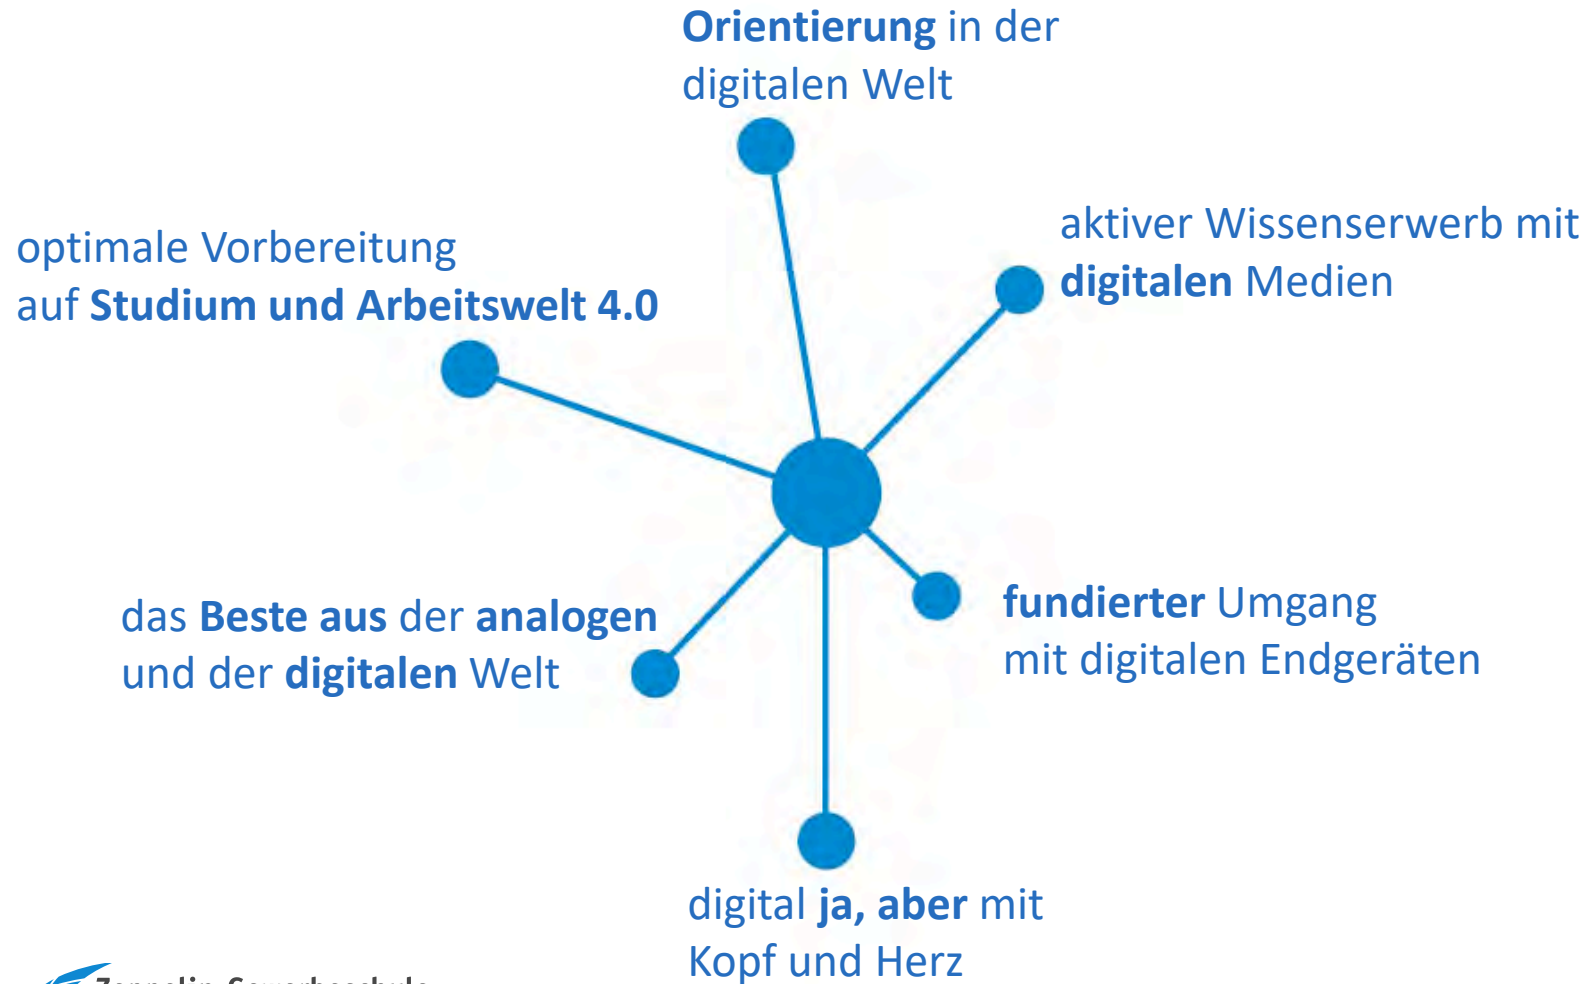 Orientierung in der
digitalen Welt
aktiver Wissenserwerb mit
digitalen Medien
optimale Vorbereitung
auf Studium und Arbeitswelt 4.0
das Beste aus der analogen
und der digitalen Welt
fundierter Umgang
mit digitalen Endgeräten
digital ja, aber mit
Kopf und Herz
Zeppelin Gewerbeschule